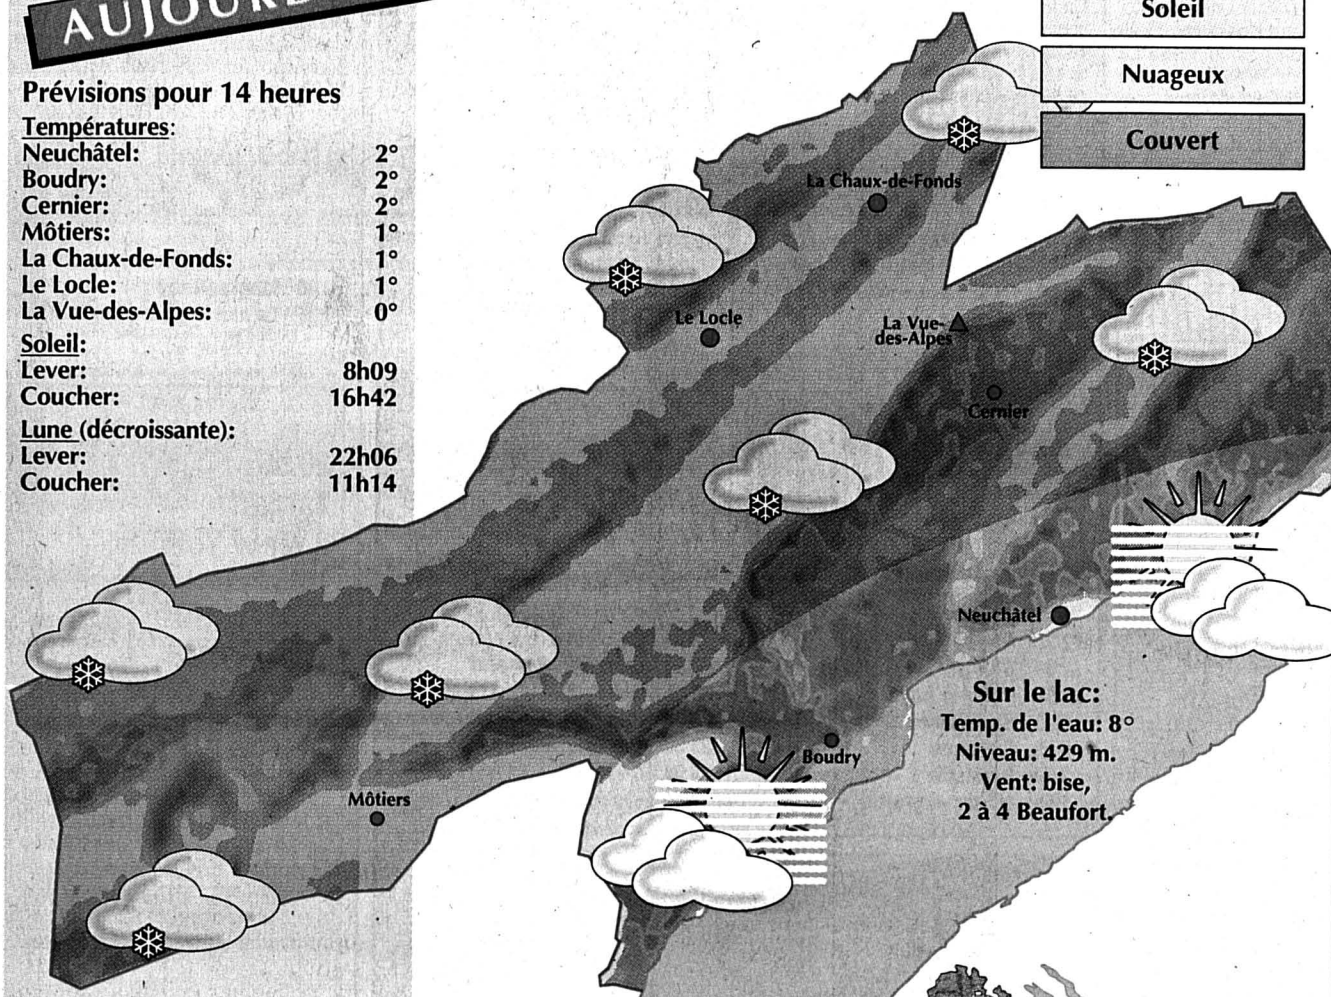 Prévisions pour 14 heures
Températures:
Neuchâtel: 2°
Boudry: 2°
Cernier: 2°
Môtiers: 1°
La Chaux-de-Fonds: 1°
Le Locle: 1°
La Vue-des-Alpes: 0°
Soleil:
Lever: 8h09
Coucher: 16h42
Lune (décroissante):
Lever: 22h06
Coucher: 11h14
Soleil
Nuageux
Couvert
La Chaux-de-Fonds
Le Locle
La Vue-
des-Alpes
Cernier
Neuchâtel
Boudry
Môtiers
Sur le lac:
Temp. de l'eau: 8°
Niveau: 429 m.
Vent: bise,
2 à 4 Beaufort.